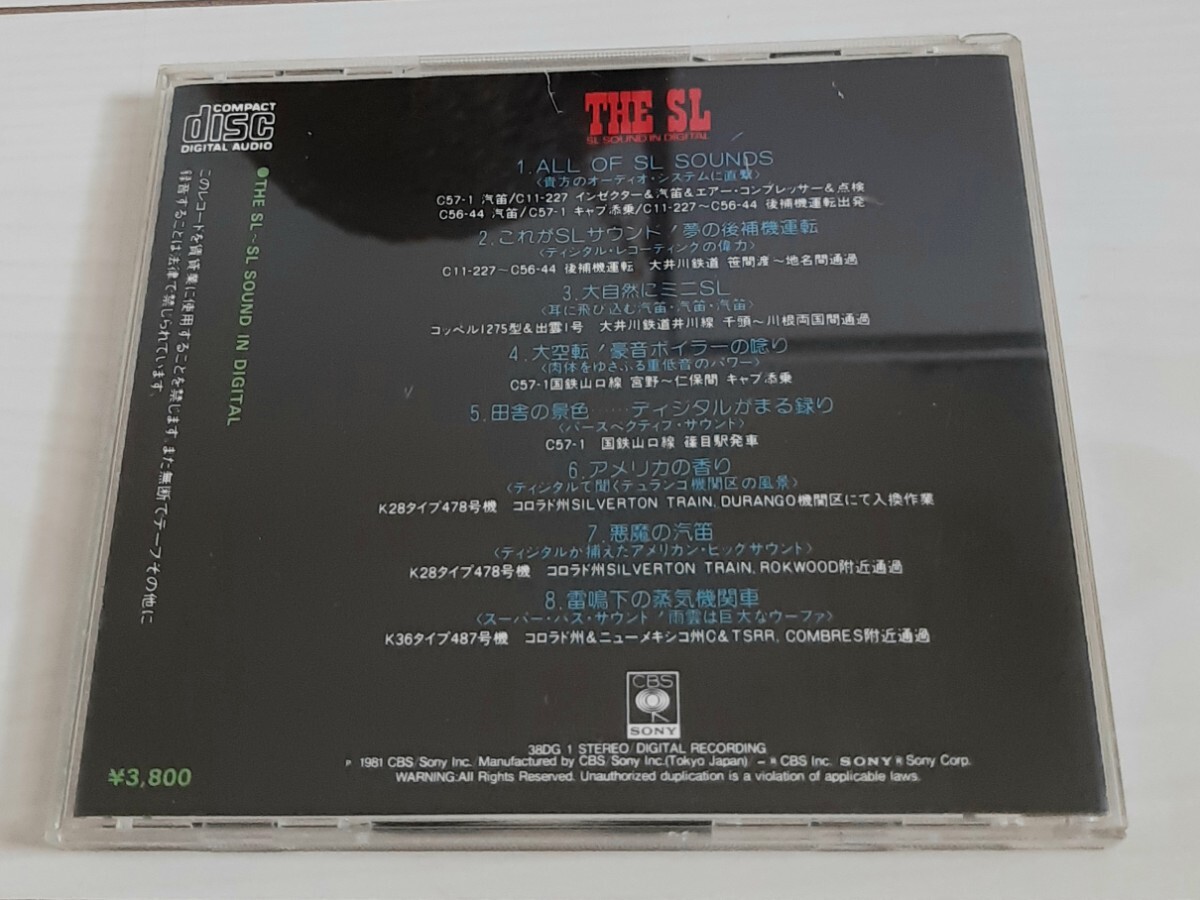 COMPACT
disc
DIGITAL AUDIO
THE SL
SL SOUND IN DIGITAL
1.ALL OF SL SOUNDS
〈貴方のオーディオ・システムに直撃〉
C57-1 汽笛/C11-227 インゼクター&汽笛&エアー・コンプレッサー&点検
C56-44 汽笛/C57-1 キャブ添乗/C11-227〜C56-44 後補機運転出発
2.これがSLサウンド!夢の後補機運転
〈ディジタル・レコーディングの偉力〉
C11-227〜C56-44 後補機運転 大井川鉄道 笹間渡〜地名間通過
3.大自然にミニSL
〈耳に飛び込む汽笛・汽笛・汽笛〉
コッペル1275型&出雲1号 大井川鉄道井川線 千頭〜川根両国間通過
4.大空転!豪音ボイラーの唸り
〈肉体をゆさぶる重低音のパワー〉
C57-1国鉄山口線 宮野〜仁保間 キャブ添乗
5.田舎の景色……ディジタルがまる録り
〈パースペクティブ・サウンド〉
C57-1 国鉄山口線 篠目駅発車
6.アメリカの香り
〈ディジタルで聞くデュランゴ機関区の風景〉
K28タイプ478号機 コロラド州SILVERTON TRAIN, DURANGO機関区にて入換作業
7.悪魔の汽笛
〈ディジタルが捕えたアメリカン・ビッグサウンド〉
K28タイプ478号機 コロラド州SILVERTON TRAIN, ROKWOOD附近通過
8.雷鳴下の蒸気機関車
〈スーパー・バス・サウンド!雨雲は巨大なウーファ〉
K36タイプ487号機 コロラド州&ニューメキシコ州C&TSRR, COMBRES附近通過
CBS
SONY
38DG 1 STEREO/DIGITAL RECORDING
℗ 1981 CBS/Sony Inc. Manufactured by CBS/Sony Inc.(Tokyo Japan) / -® CBS Inc. SONY® Sony Corp.
WARNING:All Rights Reserved. Unauthorized duplication is a violation of applicable laws.
●THE SL〜SL SOUND IN DIGITAL
このレコードを賃貸業に使用することを禁じます。また無断でテープその他に
録音することは法律で禁じられています。
¥3,800